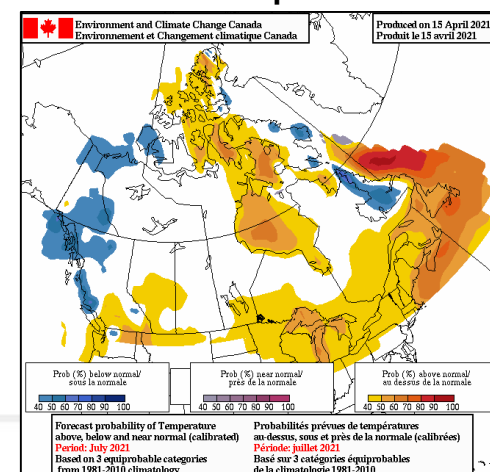 Environment and Climate Change Canada
Environnement et Changement climatique Canada
Produced on 15 April 2021
Produit le 15 avril 2021
Prob (%) below normal/
sous la normale
40 50 60 70 80 90 100
Prob (%) near normal/
près de la normale
40 50 60 70 80 90 100
Prob (%) above normal/
au dessus de la normale
40 50 60 70 80 90 100
Forecast probability of Temperature
above, below and near normal (calibrated)
Period: July 2021
Based on 3 equiprobable categories
from 1981-2010 climatology
Probabilités prévues de températures
au-dessus, sous et près de la normale (calibrées)
Période: juillet 2021
Basé sur 3 catégories équiprobables
de la climatologie 1981-2010